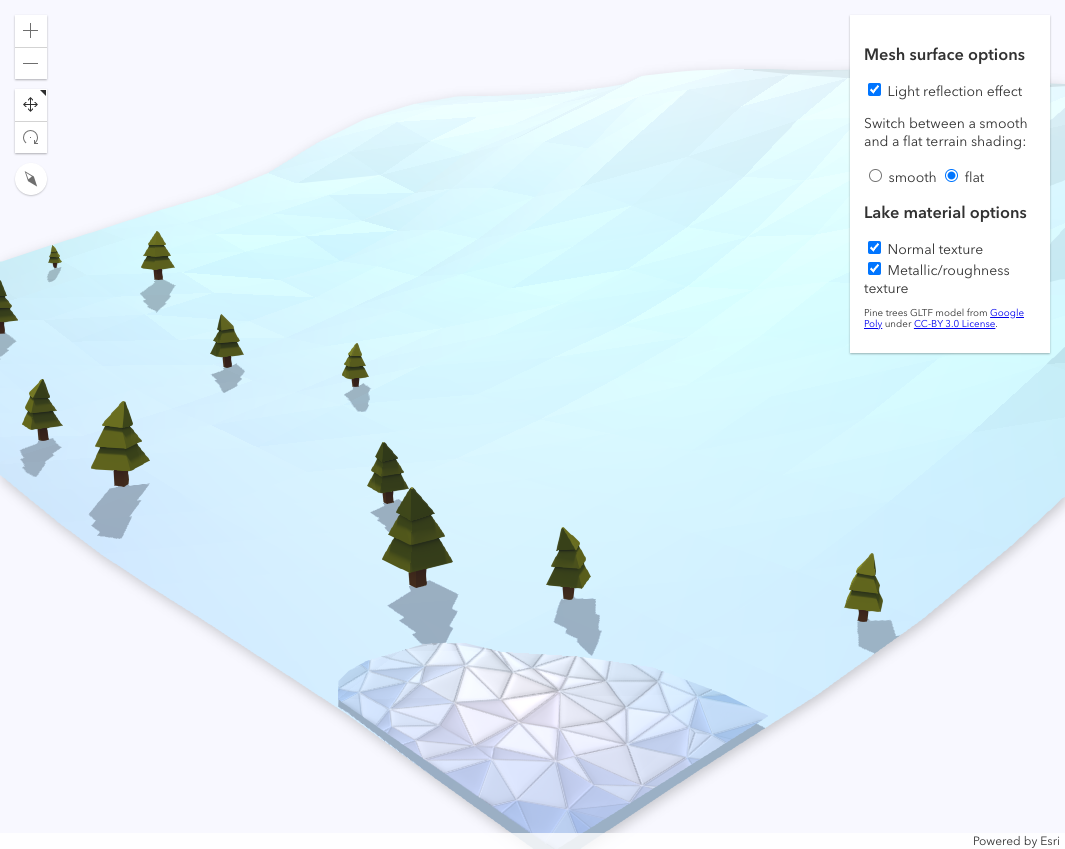 Mesh surface options
Light reflection effect
Switch between a smooth
and a flat terrain shading:
smooth flat
Lake material options
Normal texture
Metallic/roughness
texture
Pine trees GLTF model from Google
Poly under CC-BY 3.0 License.
Powered by Esri